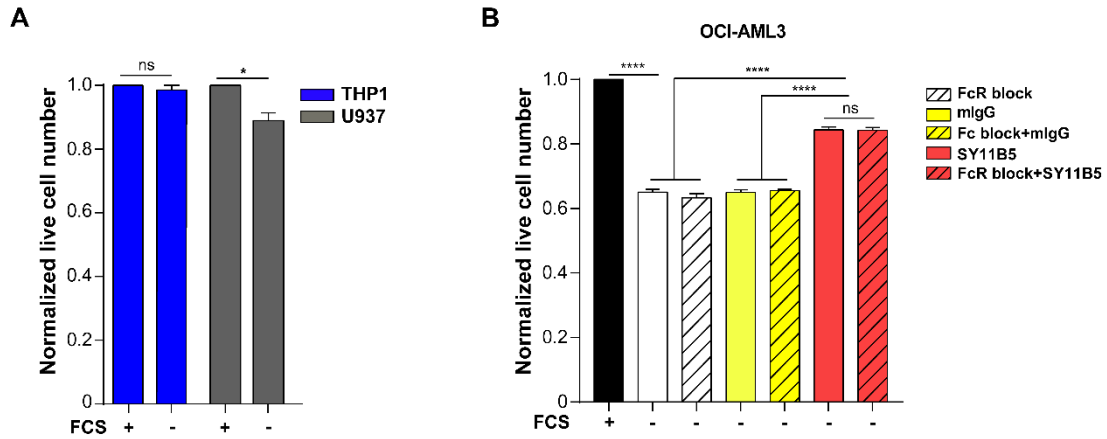 A
ns
*
1.0
0.8
0.6
0.4
0.2
0
Normalized live cell number
THP1
U937
FCS + - + -
B
OCI-AML3
****
****
****
ns
1.0
0.8
0.6
0.4
0.2
0
Normalized live cell number
FcR block
mIgG
Fc block+mIgG
SY11B5
FcR block+SY11B5
FCS + - - - - - -